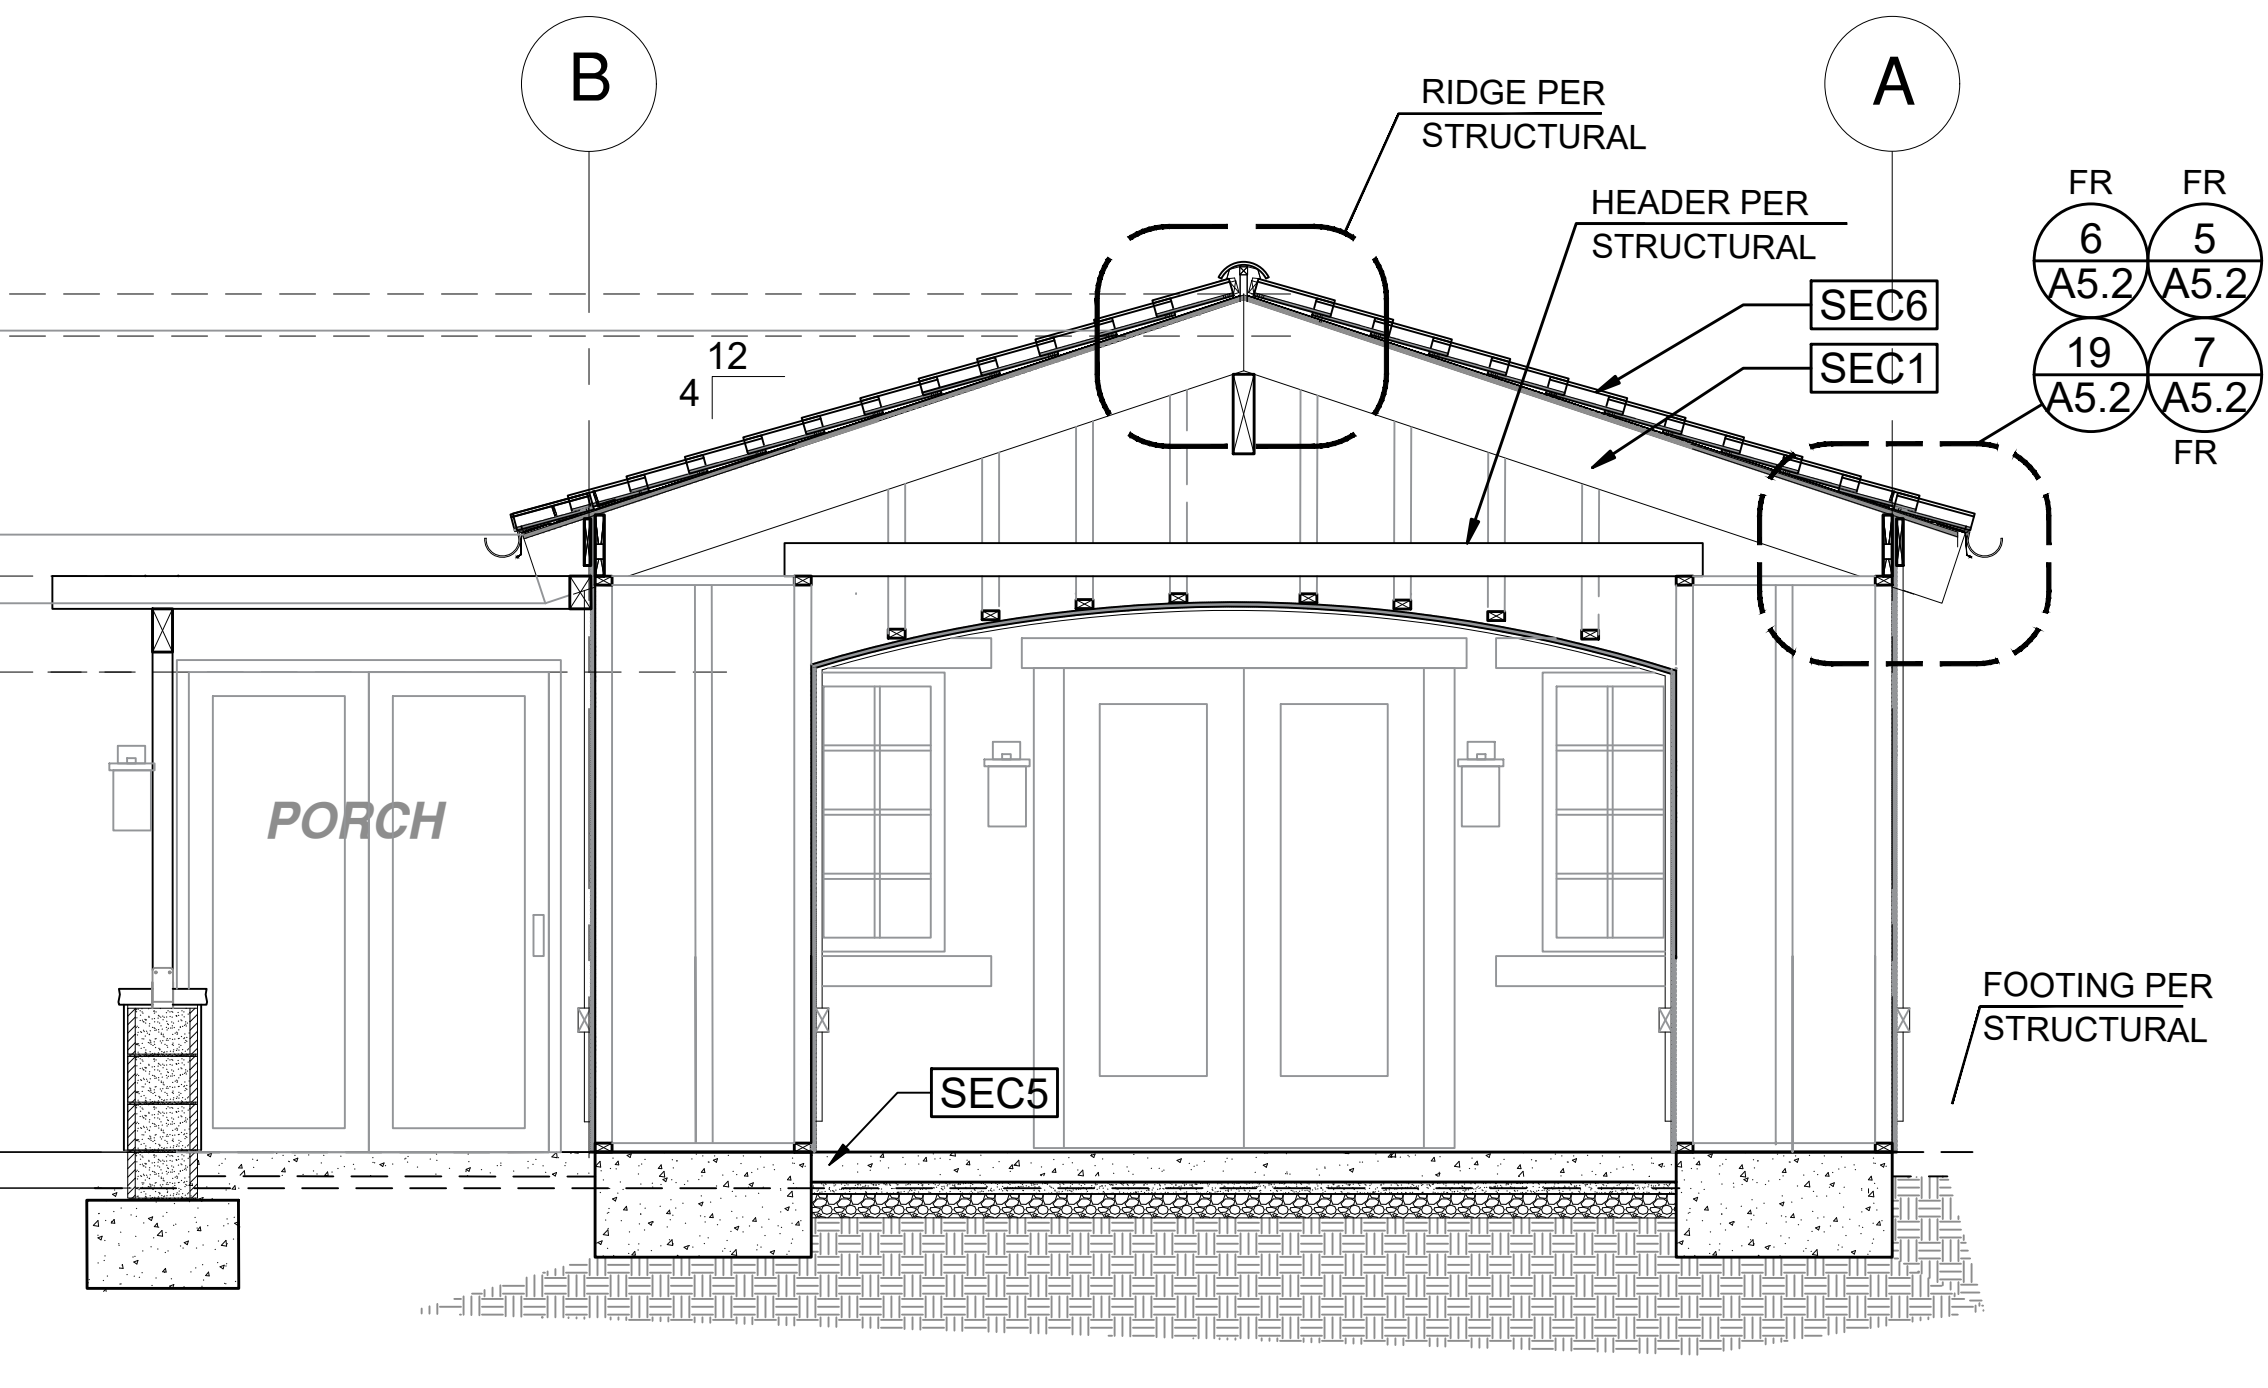 B
A
RIDGE PER
STRUCTURAL
HEADER PER
STRUCTURAL
FR
FR
6
A5.2
5
A5.2
19
A5.2
7
A5.2
FR
SEC6
SEC1
12
4
PORCH
FOOTING PER
STRUCTURAL
SEC5